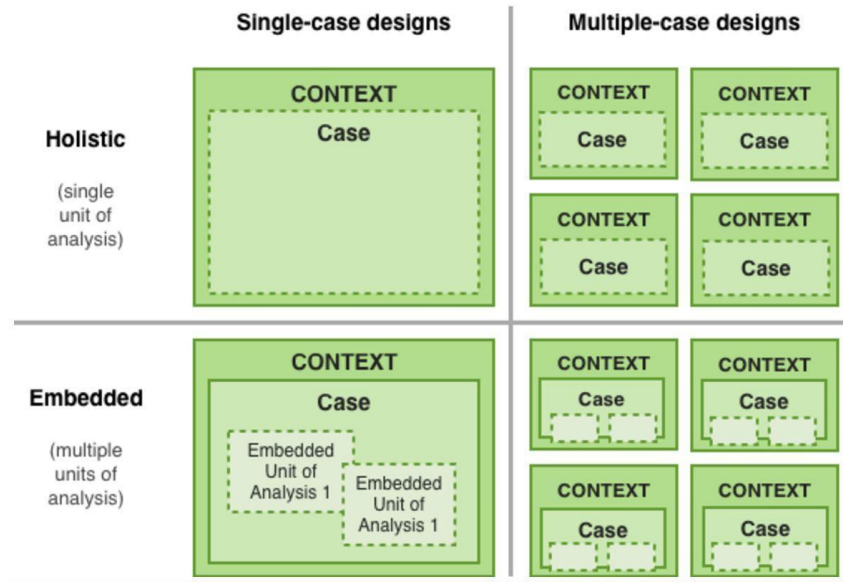 Single-case designs
Multiple-case designs
Holistic
(single
unit of
analysis)
CONTEXT
Case
CONTEXT
Case
CONTEXT
Case
CONTEXT
Case
CONTEXT
Case
Embedded
(multiple
units of
analysis)
CONTEXT
Case
Embedded
Unit of
Analysis 1
Embedded
Unit of
Analysis 1
CONTEXT
Case
CONTEXT
Case
CONTEXT
Case
CONTEXT
Case